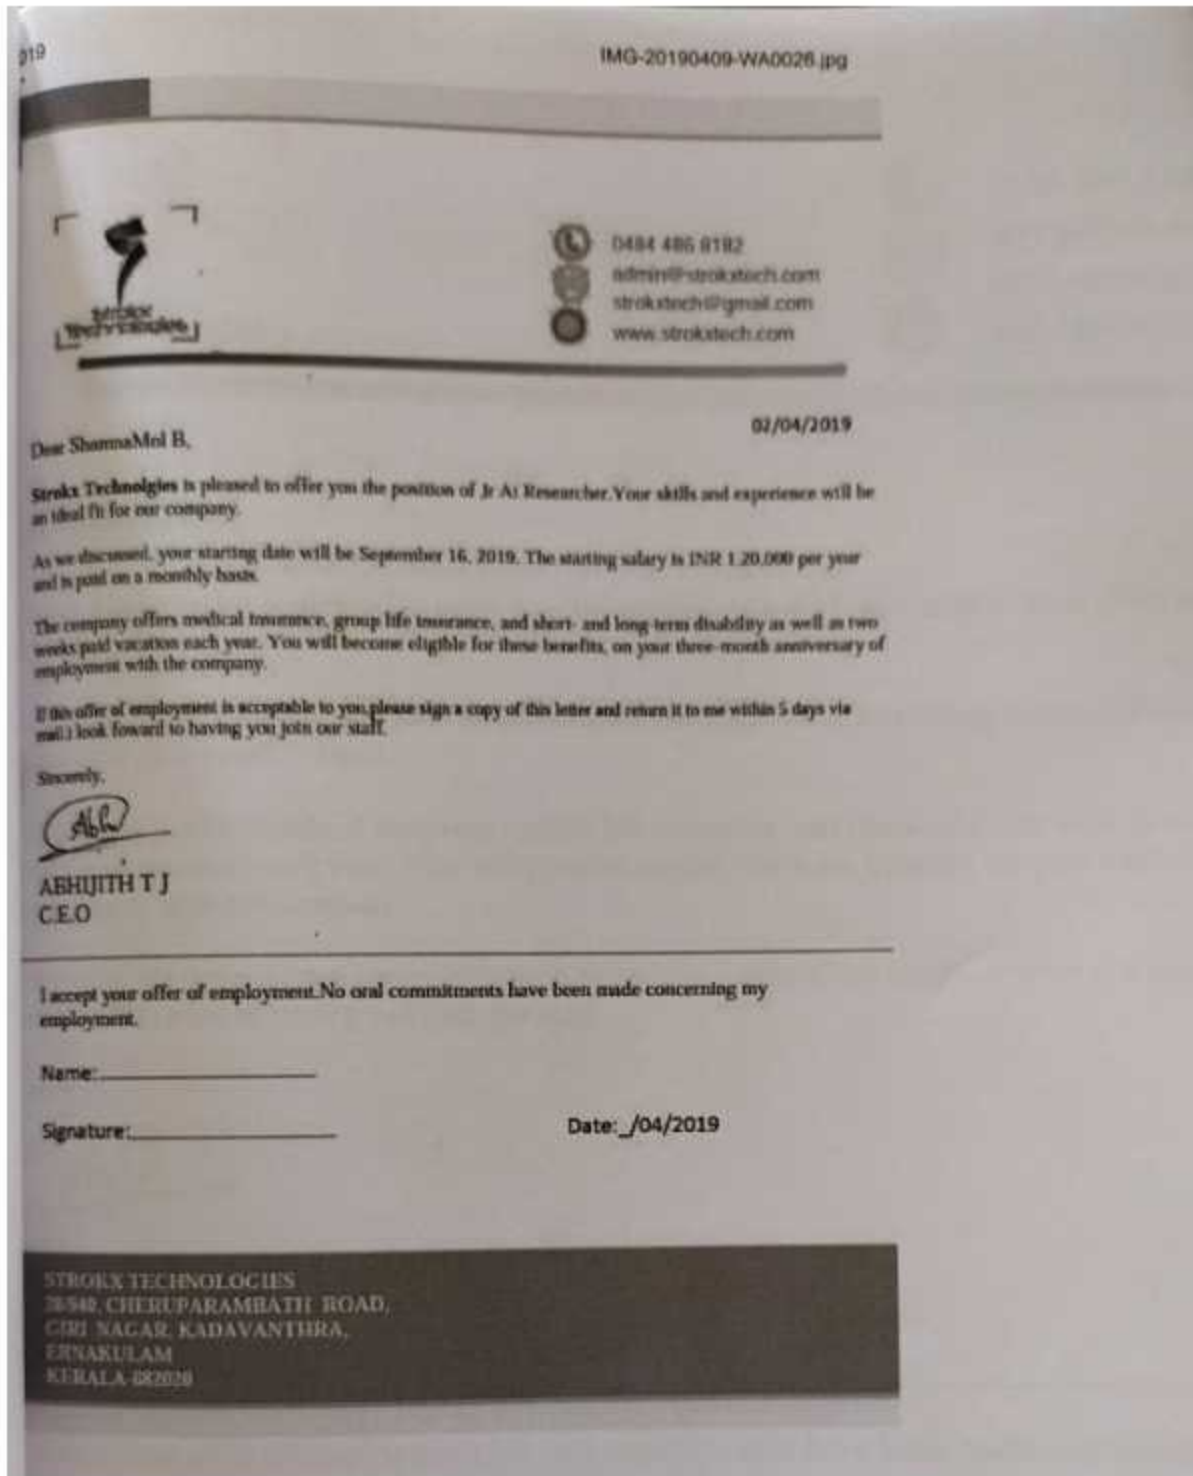 019
IMG-20190409-WA0026.jpg
Strokx
Technologies
0484 486 8182
admin@strokxtech.com
strokxtech@gmail.com
www.strokxtech.com
02/04/2019
Dear ShamnaMol B,
Strokx Technolgies is pleased to offer you the position of Jr Ai Researcher.Your skills and experience will be
an ideal fit for our company.
As we discussed, your starting date will be September 16, 2019. The starting salary is INR 1,20,000 per year
and is paid on a monthly basis.
The company offers medical insurance, group life insurance, and short- and long-term disability as well as two
weeks paid vacation each year. You will become eligible for these benefits, on your three-month anniversary of
employment with the company.
If this offer of employment is acceptable to you,please sign a copy of this letter and return it to me within 5 days via
mail.I look foward to having you join our staff.
Sincerely,
Abh
ABHIJITH T J
C.E.O
I accept your offer of employment.No oral commitments have been made concerning my
employment.
Name:
Signature:
Date:_/04/2019
STROKX TECHNOLOGIES
CHERUPARAMBATH ROAD,
GIRI NAGAR, KADAVANTHRA,
ERNAKULAM
KERALA-682020